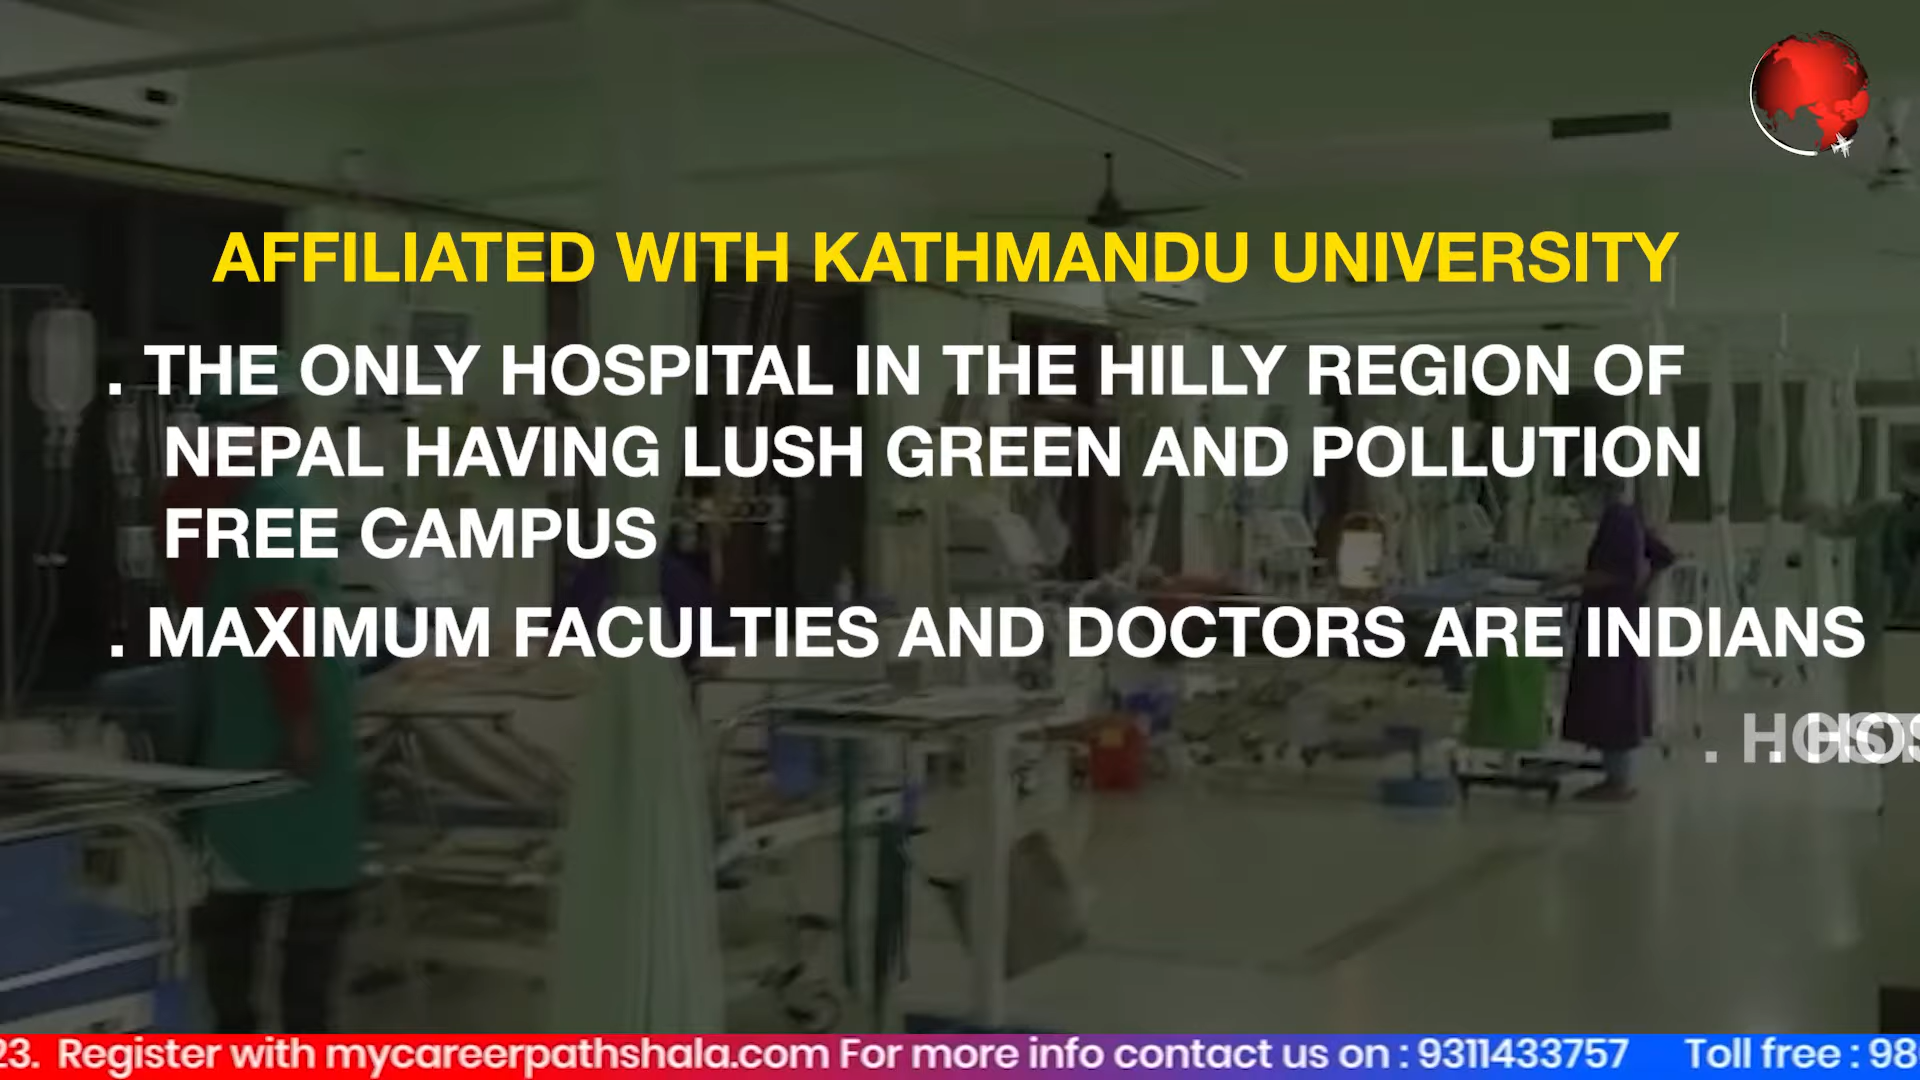 AFFILIATED WITH KATHMANDU UNIVERSITY
. THE ONLY HOSPITAL IN THE HILLY REGION OF
NEPAL HAVING LUSH GREEN AND POLLUTION
FREE CAMPUS
. MAXIMUM FACULTIES AND DOCTORS ARE INDIANS
23. Register with mycareerpathshala.com For more info contact us on : 9311433757 Toll free : 98